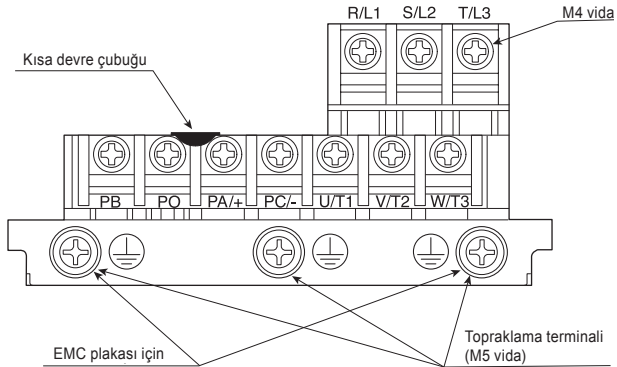 R/L1 S/L2 T/L3
M4 vida
Kısa devre çubuğu
PB PO PA/+ PC/- U/T1 V/T2 W/T3
EMC plakası için
Topraklama terminali
(M5 vida)